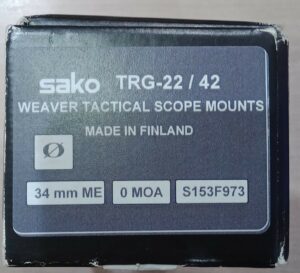 sako TRG-22 / 42
WEAVER TACTICAL SCOPE MOUNTS
MADE IN FINLAND
Ø
34 mm ME 0 MOA S153F973